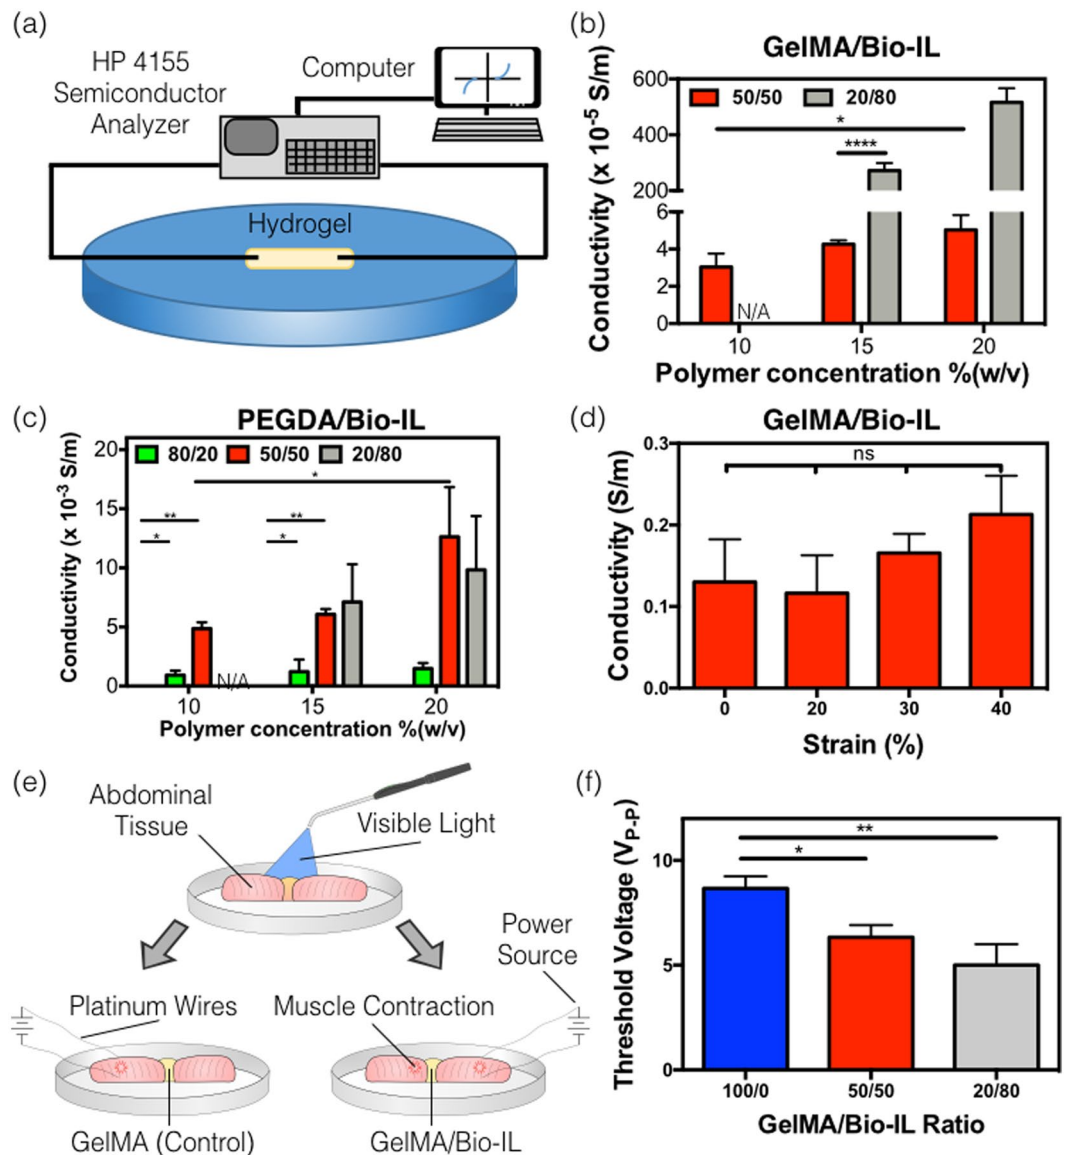 (a)
HP 4155
Semiconductor
Analyzer
Computer
Hydrogel
(b)
GelMA/Bio-IL
Conductivity (x 10-5 S/m)
600
400
200
6
4
2
0
50/50 20/80
*
****
N/A
10 15 20
Polymer concentration %(w/v)
(c)
PEGDA/Bio-IL
Conductivity (x 10-3 S/m)
20
15
10
5
0
80/20 50/50 20/80
*
** **
* *
N/A
10 15 20
Polymer concentration %(w/v)
(d)
GelMA/Bio-IL
Conductivity (S/m)
0.3
0.2
0.1
0.0
ns
0 20 30 40
Strain (%)
(e)
Abdominal
Tissue
Visible Light
Power
Source
Platinum Wires
Muscle Contraction
GelMA (Control)
GelMA/Bio-IL
(f)
Threshold Voltage (VP-P)
10
5
0
**
*
100/0 50/50 20/80
GelMA/Bio-IL Ratio